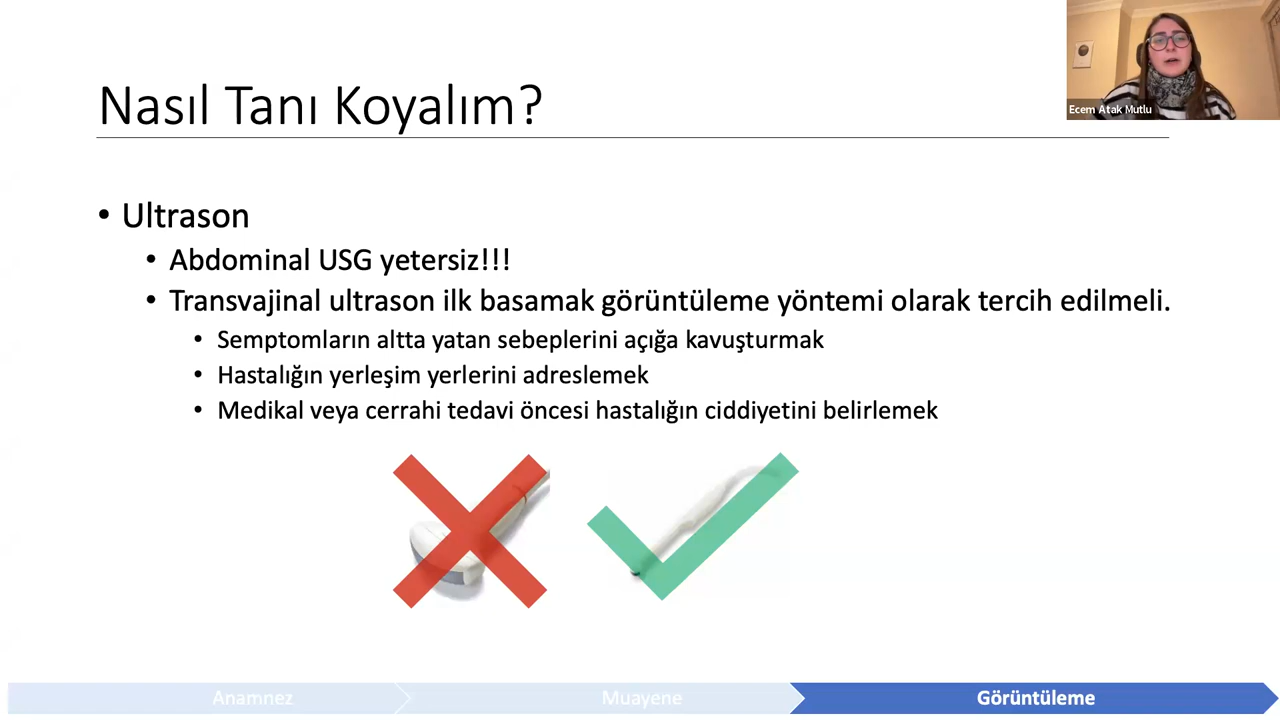 Nasıl Tanı Koyalım?
Ecem Atak Mutlu
• Ultrason
• Abdominal USG yetersiz!!!
• Transvajinal ultrason ilk basamak görüntüleme yöntemi olarak tercih edilmeli.
• Semptomların altta yatan sebeplerini açığa kavuşturmak
• Hastalığın yerleşim yerlerini adreslemek
• Medikal veya cerrahi tedavi öncesi hastalığın ciddiyetini belirlemek
Anamnez Muayene Görüntüleme